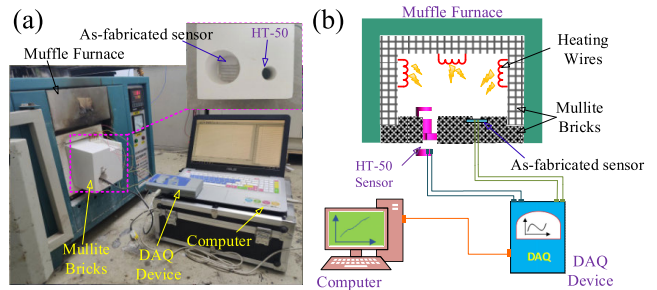 (a)
As-fabricated sensor
HT-50
Muffle Furnace
Mullite
Bricks
DAQ
Device
Computer
(b)
Muffle Furnace
Heating
Wires
Mullite
Bricks
As-fabricated sensor
HT-50
Sensor
DAQ
DAQ
Device
Computer